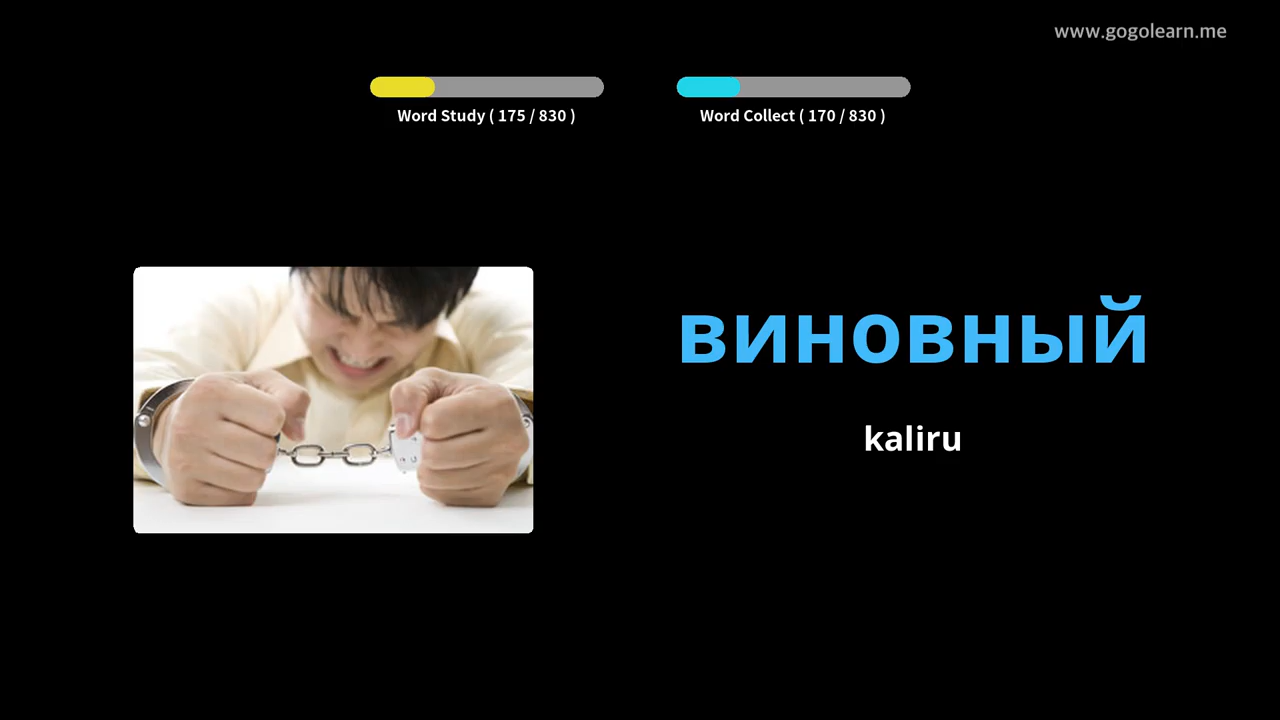 www.gogolearn.me
Word Study ( 175 / 830 )
Word Collect ( 170 / 830 )
виновный
kaliru